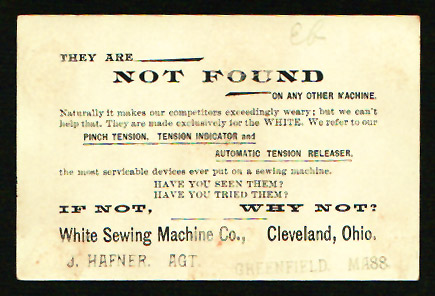 THEY ARE
NOT FOUND
ON ANY OTHER MACHINE.
Naturally it makes our competitors exceedingly weary; but we can't
help that. They are made exclusively for the WHITE. We refer to our
PINCH TENSION, TENSION INDICATOR and
AUTOMATIC TENSION RELEASER,
the most servicable devices ever put on a sewing machine.
HAVE YOU SEEN THEM?
HAVE YOU TRIED THEM?
IF NOT, WHY NOT?
White Sewing Machine Co., Cleveland, Ohio.
J. HAFNER. AGT. GREENFIELD. MASS.